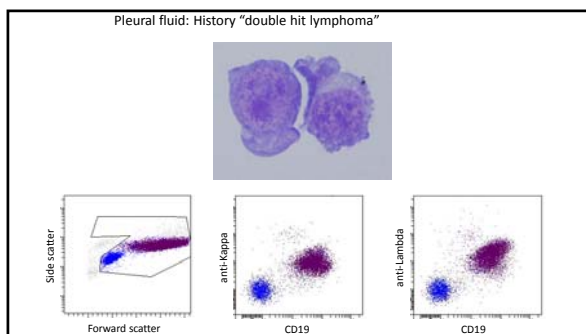 Pleural fluid: History “double hit lymphoma”
Side scatter
Forward scatter
anti-Kappa
CD19
anti-Lambda
CD19